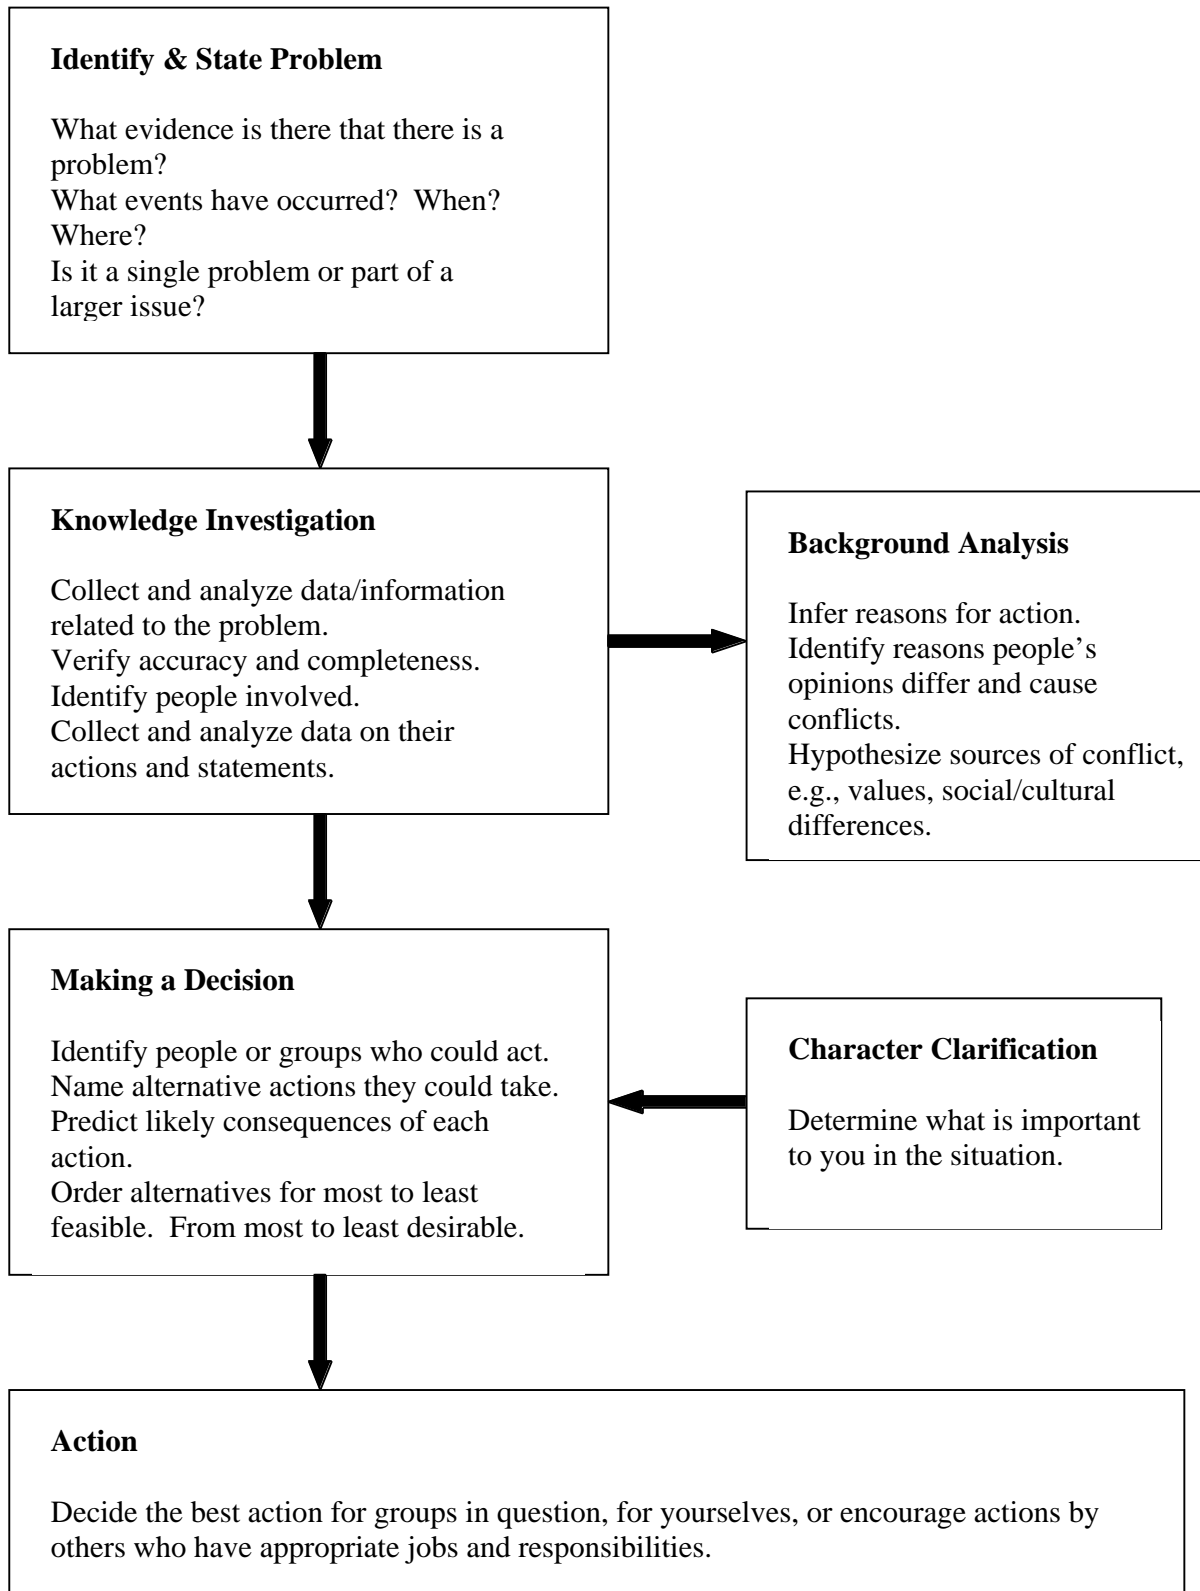 Identify & State Problem
What evidence is there that there is a
problem?
What events have occurred?  When?
Where?
Is it a single problem or part of a
larger issue?
Knowledge Investigation
Collect and analyze data/information
related to the problem.
Verify accuracy and completeness.
Identify people involved.
Collect and analyze data on their
actions and statements.
Background Analysis
Infer reasons for action.
Identify reasons people’s
opinions differ and cause
conflicts.
Hypothesize sources of conflict,
e.g., values, social/cultural
differences.
Making a Decision
Identify people or groups who could act.
Name alternative actions they could take.
Predict likely consequences of each
action.
Order alternatives for most to least
feasible.  From most to least desirable.
Character Clarification
Determine what is important
to you in the situation.
Action
Decide the best action for groups in question, for yourselves, or encourage actions by
others who have appropriate jobs and responsibilities.